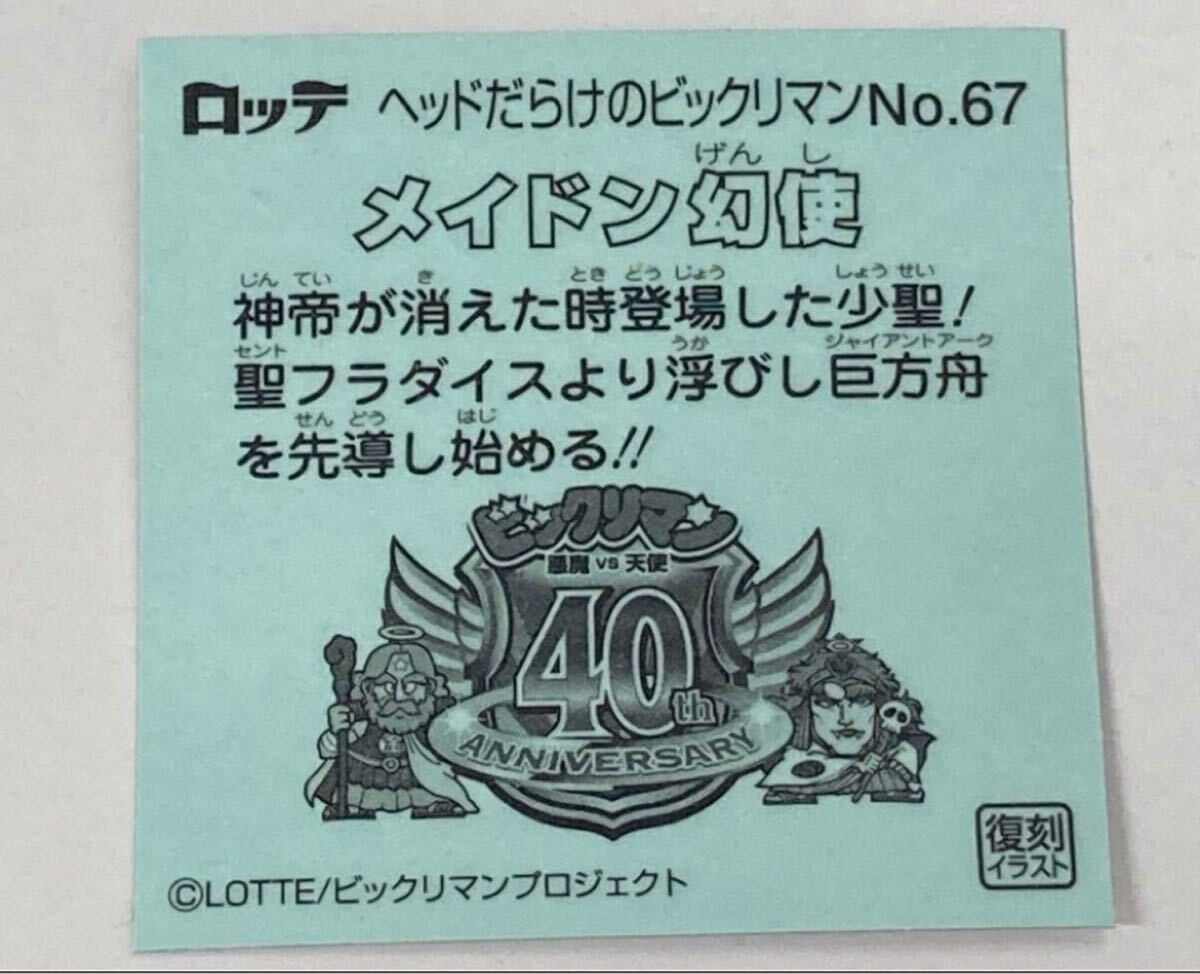 ロッテ ヘッドだらけのビックリマンNo.67
げんし
メイドン幻使
じんてい き ときどうじょう しょうせい
神帝が消えた時登場した少聖!
セント うか ジャイアントアーク
聖フラダイスより浮びし巨方舟
せんどう はじ
を先導し始める!!
ビックリマン
悪魔 VS 天使
40th
ANNIVERSARY
復刻
イラスト
©LOTTE/ビックリマンプロジェクト